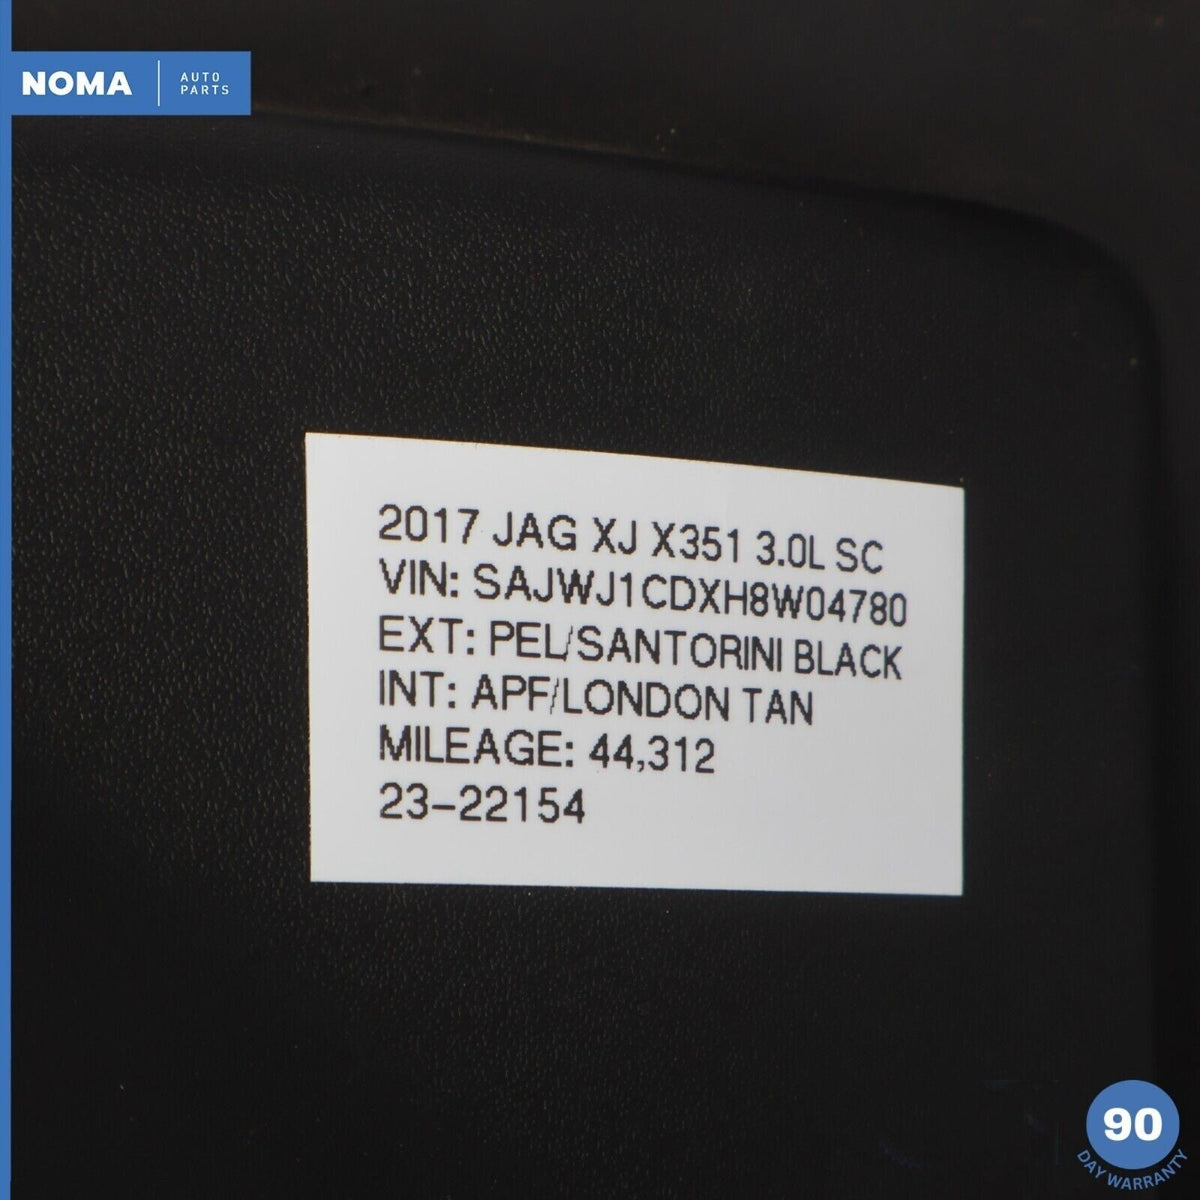 NOMA
AUTO
PARTS
2017 JAG XJ X351 3.0L SC
VIN: SAJWJ1CDXH8W04780
EXT: PEL/SANTORINI BLACK
INT: APF/LONDON TAN
MILEAGE: 44,312
23-22154
90
DAY WARRANTY